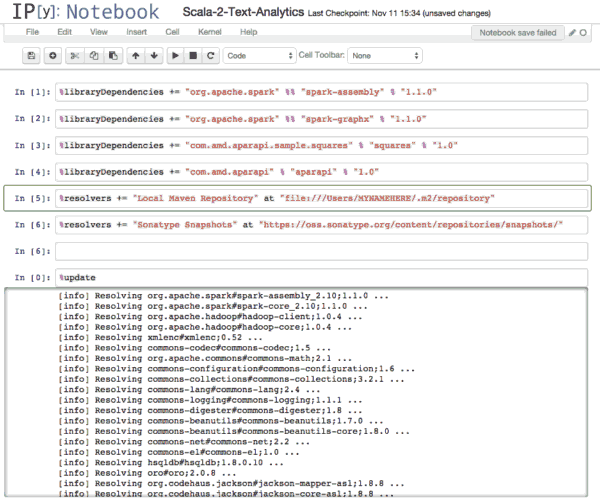 IP[y]: Notebook Scala-2-Text-Analytics Last Checkpoint: Nov 11 15:34 (unsaved changes)
File Edit View Insert Cell Kernel Help Notebook save failed
Code Cell Toolbar: None
In [1]: %libraryDependencies += "org.apache.spark" %% "spark-assembly" % "1.1.0"
In [2]: %libraryDependencies += "org.apache.spark" %% "spark-graphx" % "1.1.0"
In [3]: %libraryDependencies += "com.amd.aparapi.sample.squares" % "squares" % "1.0"
In [4]: %libraryDependencies += "com.amd.aparapi" % "aparapi" % "1.0"
In [5]: %resolvers += "Local Maven Repository" at "file:///Users/MYNAMEHERE/.m2/repository"
In [6]: %resolvers += "Sonatype Snapshots" at "https://oss.sonatype.org/content/repositories/snapshots/"
In [6]:
In [0]: %update
[info] Resolving org.apache.spark#spark-assembly_2.10;1.1.0 ...
[info] Resolving org.apache.spark#spark-core_2.10;1.1.0 ...
[info] Resolving org.apache.hadoop#hadoop-client;1.0.4 ...
[info] Resolving org.apache.hadoop#hadoop-core;1.0.4 ...
[info] Resolving xmlenc#xmlenc;0.52 ...
[info] Resolving commons-codec#commons-codec;1.5 ...
[info] Resolving org.apache.commons#commons-math;2.1 ...
[info] Resolving commons-configuration#commons-configuration;1.6 ...
[info] Resolving commons-collections#commons-collections;3.2.1 ...
[info] Resolving commons-lang#commons-lang;2.4 ...
[info] Resolving commons-logging#commons-logging;1.1.1 ...
[info] Resolving commons-digester#commons-digester;1.8 ...
[info] Resolving commons-beanutils#commons-beanutils;1.7.0 ...
[info] Resolving commons-beanutils#commons-beanutils-core;1.8.0 ...
[info] Resolving commons-net#commons-net;2.2 ...
[info] Resolving commons-el#commons-el;1.0 ...
[info] Resolving hsqldb#hsqldb;1.8.0.10 ...
[info] Resolving oro#oro;2.0.8 ...
[info] Resolving org.codehaus.jackson#jackson-mapper-asl;1.8.8 ...
[info] Resolving org.codehaus.jackson#jackson-core-asl;1.8.8 ...